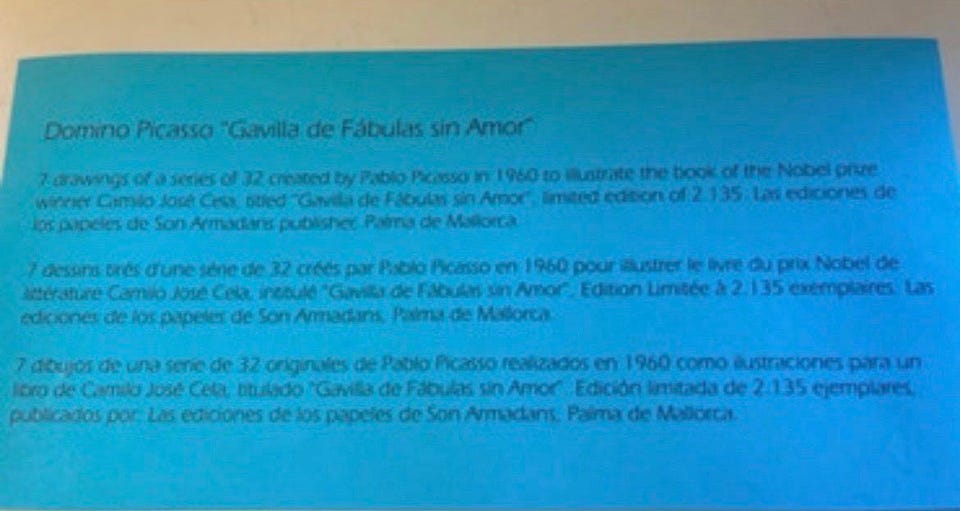 Domino Picasso "Gavilla de Fábulas sin Amor"
7 drawings of a series of 32 created by Pablo Picasso in 1960 to illustrate the book of the Nobel prize
winner Camilo José Cela, titled "Gavilla de Fábulas sin Amor", limited edition of 2.135. Las ediciones de
los papeles de Son Armadans publisher, Palma de Mallorca.
7 dessins tirés d'une série de 32 créés par Pablo Picasso en 1960 pour illustrer le livre du prix Nobel de
littérature Camilo José Cela, intitulé "Gavilla de Fábulas sin Amor". Edition Limitée à 2.135 exemplaires. Las
ediciones de los papeles de Son Armadans, Palma de Mallorca.
7 dibujos de una serie de 32 originales de Pablo Picasso realizados en 1960 como ilustraciones para un
libro de Camilo José Cela, titulado "Gavilla de Fábulas sin Amor". Edición limitada de 2.135 ejemplares,
publicados por: Las ediciones de los papeles de Son Armadans, Palma de Mallorca.